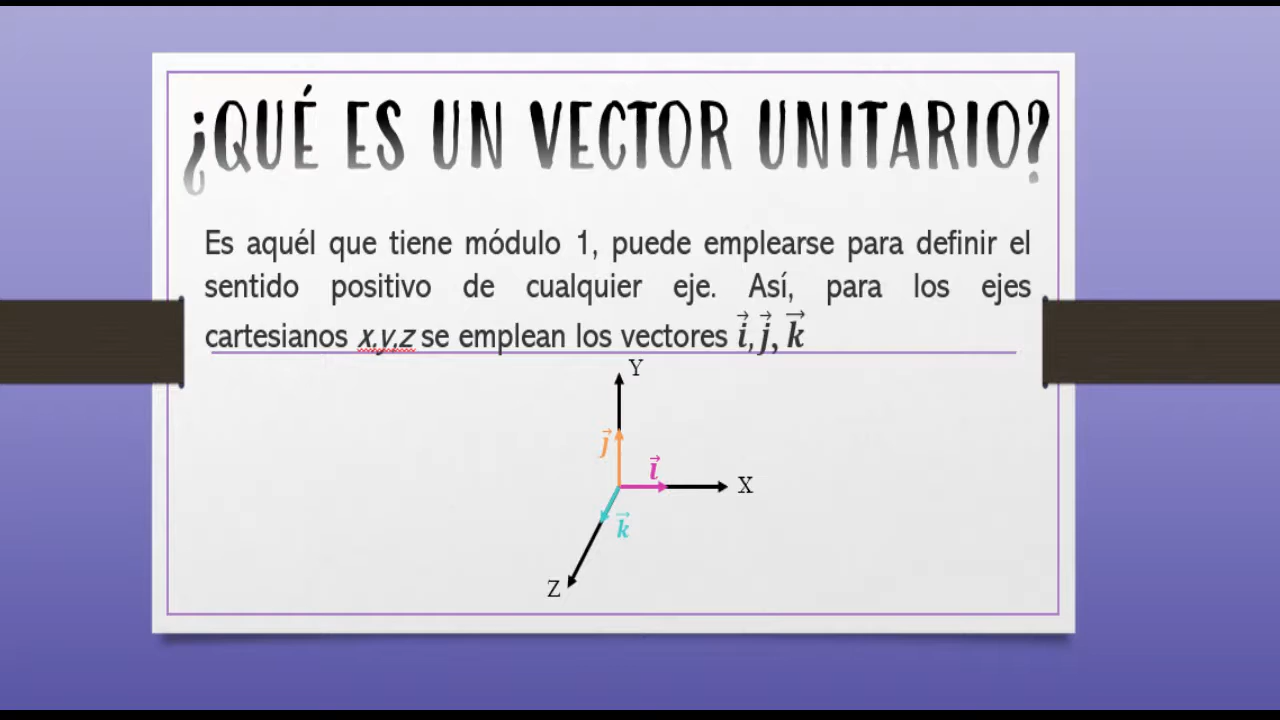 ¿QUÉ ES UN VECTOR UNITARIO?
Es aquél que tiene módulo 1, puede emplearse para definir el
sentido positivo de cualquier eje. Así, para los ejes
cartesianos x,y,z se emplean los vectores i⃗, j⃗, k⃗
Y
j⃗
i⃗
X
k⃗
Z